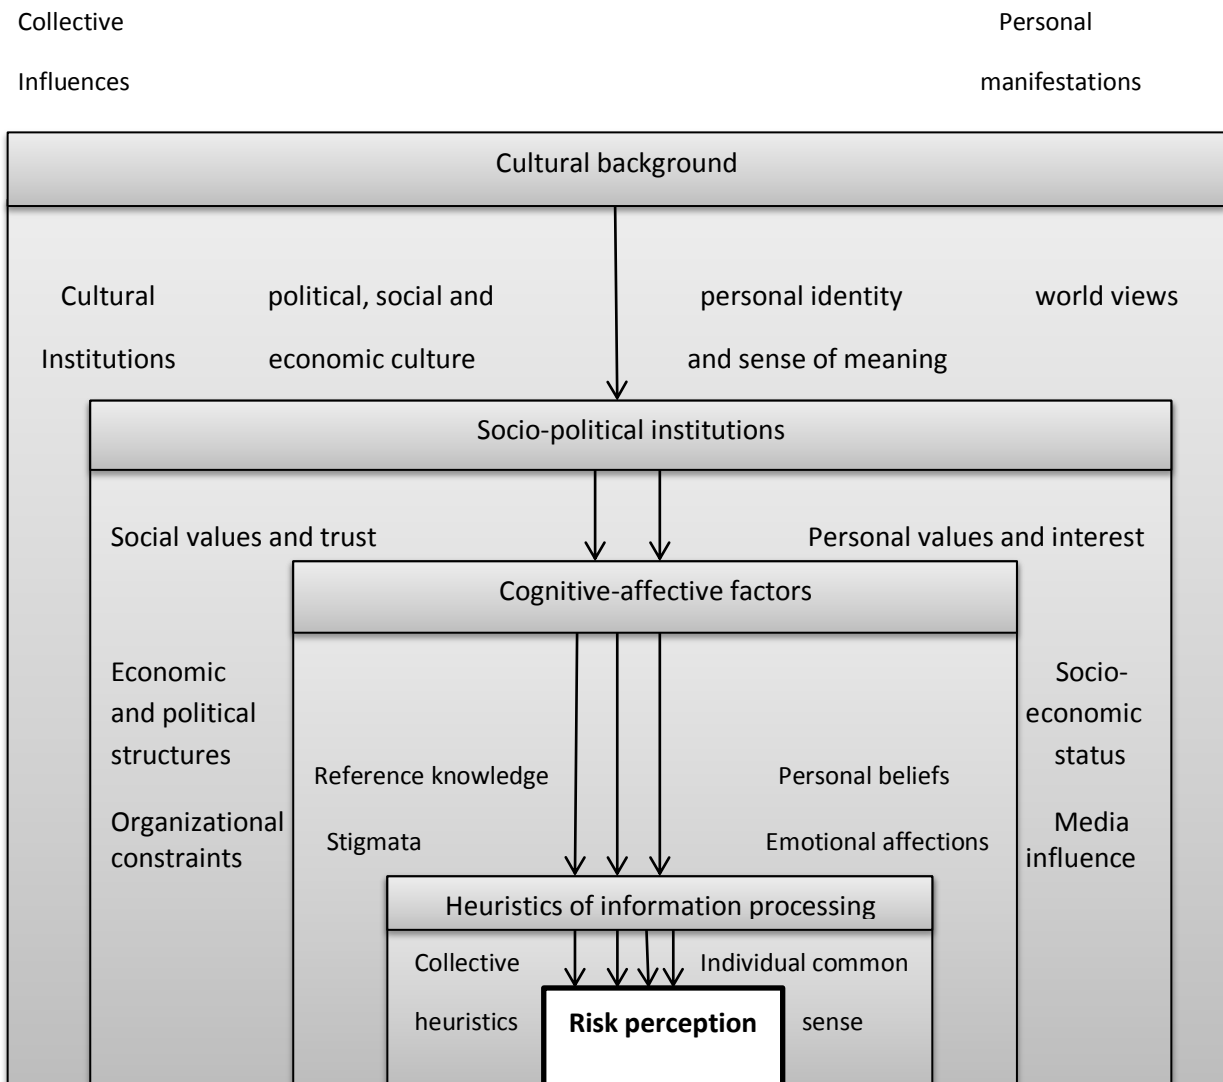 Collective Personal
Influences manifestations
Cultural background
Cultural political, social and personal identity world views
Institutions economic culture and sense of meaning
Socio-political institutions
Social values and trust Personal values and interest
Cognitive-affective factors
Economic Socio-
and political economic
structures status
Reference knowledge Personal beliefs
Organizational Media
Stigmata Emotional affections
constraints influence
Heuristics of information processing
Collective Individual common
heuristics Risk perception sense